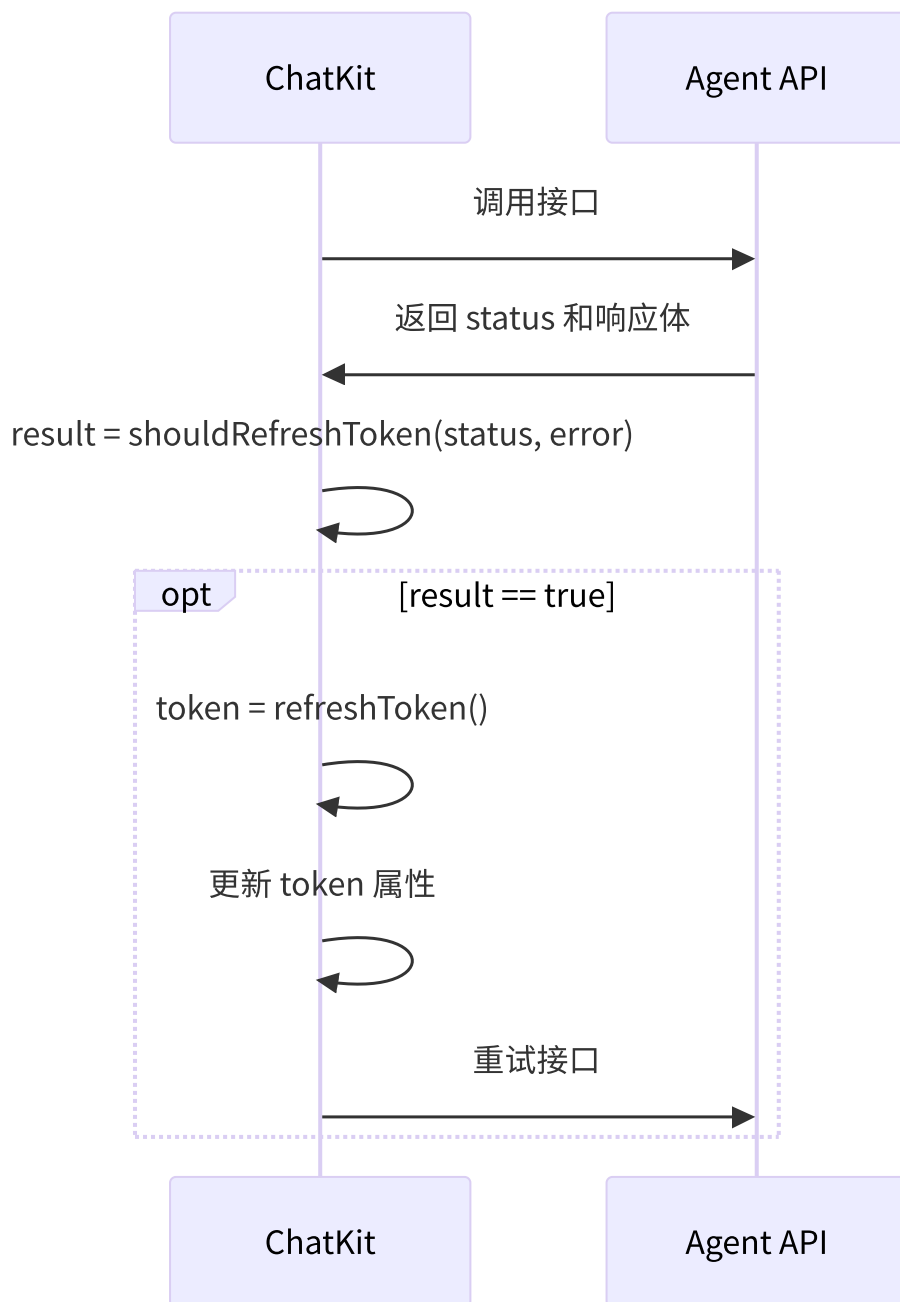 ChatKit
Agent API
调用接口
返回 status 和响应体
result = shouldRefreshToken(status, error)
opt
[result == true]
token = refreshToken()
更新 token 属性
重试接口
ChatKit
Agent API